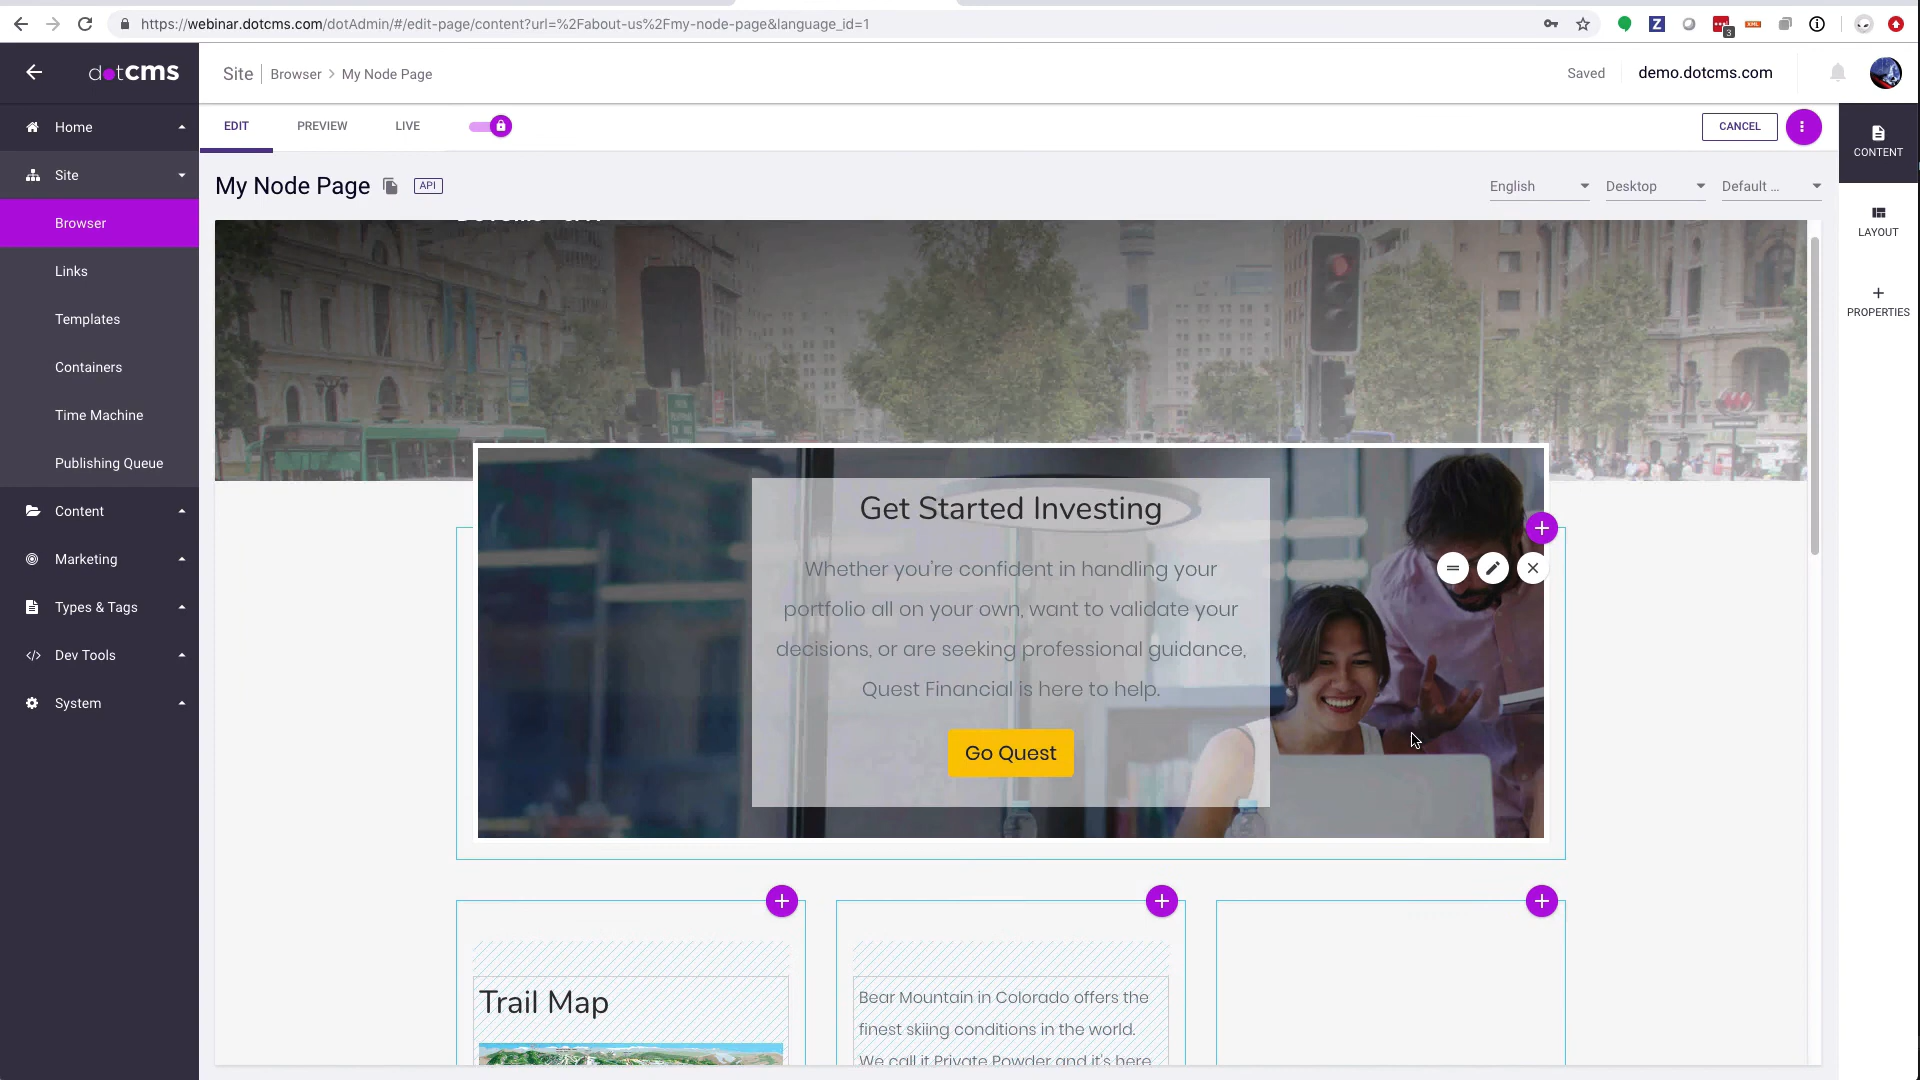 https://webinar.dotcms.com/dotAdmin/#/edit-page/content?url=%2Fabout-us%2Fmy-node-page&language_id=1
3
dotCMS
Site
Browser > My Node Page
Saved
demo.dotcms.com
Home
Site
Browser
Links
Templates
Containers
Time Machine
Publishing Queue
Content
Marketing
Types & Tags
Dev Tools
System
EDIT
PREVIEW
LIVE
CANCEL
CONTENT
LAYOUT
PROPERTIES
My Node Page
API
English
Desktop
Default ...
Get Started Investing
Whether you're confident in handling your
portfolio all on your own, want to validate your
decisions, or are seeking professional guidance,
Quest Financial is here to help.
Go Quest
Trail Map
Bear Mountain in Colorado offers the
finest skiing conditions in the world.
We call it Private Powder and it's here